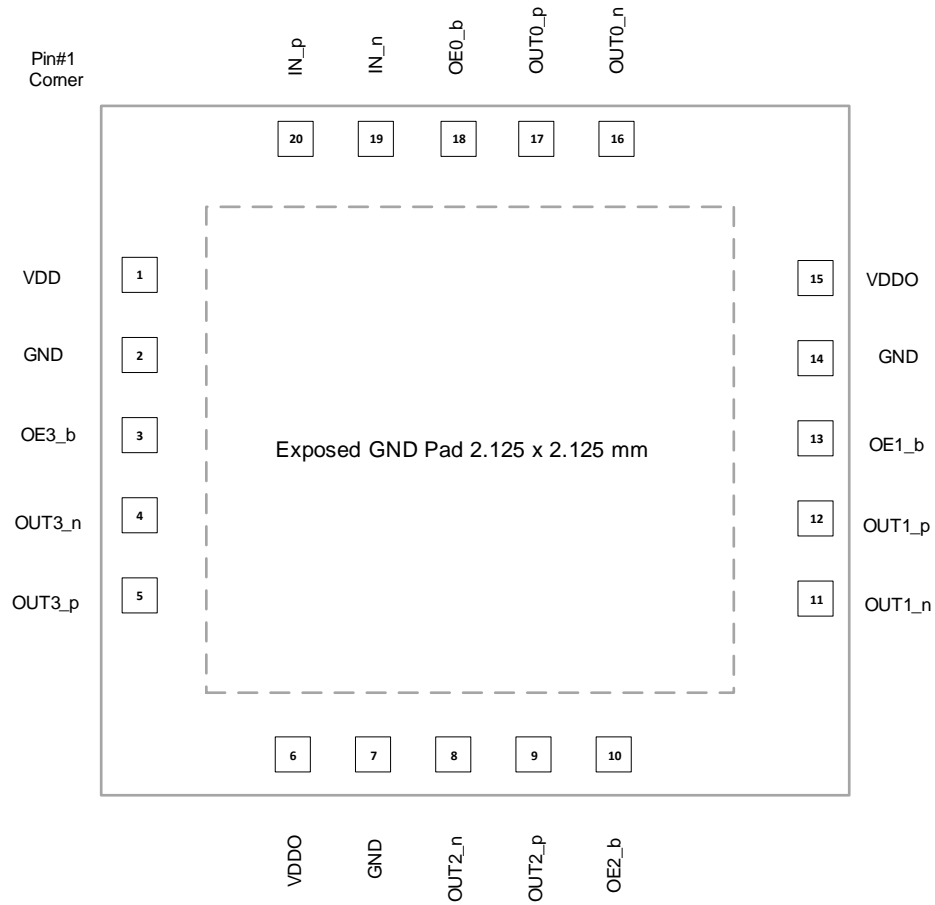 Pin#1
Corner
IN_p
IN_n
OE0_b
OUT0_p
OUT0_n
20
19
18
17
16
VDD
1
15
VDDO
GND
2
14
GND
OE3_b
3
Exposed GND Pad 2.125 x 2.125 mm
13
OE1_b
OUT3_n
4
12
OUT1_p
OUT3_p
5
11
OUT1_n
6
7
8
9
10
VDDO
GND
OUT2_n
OUT2_p
OE2_b